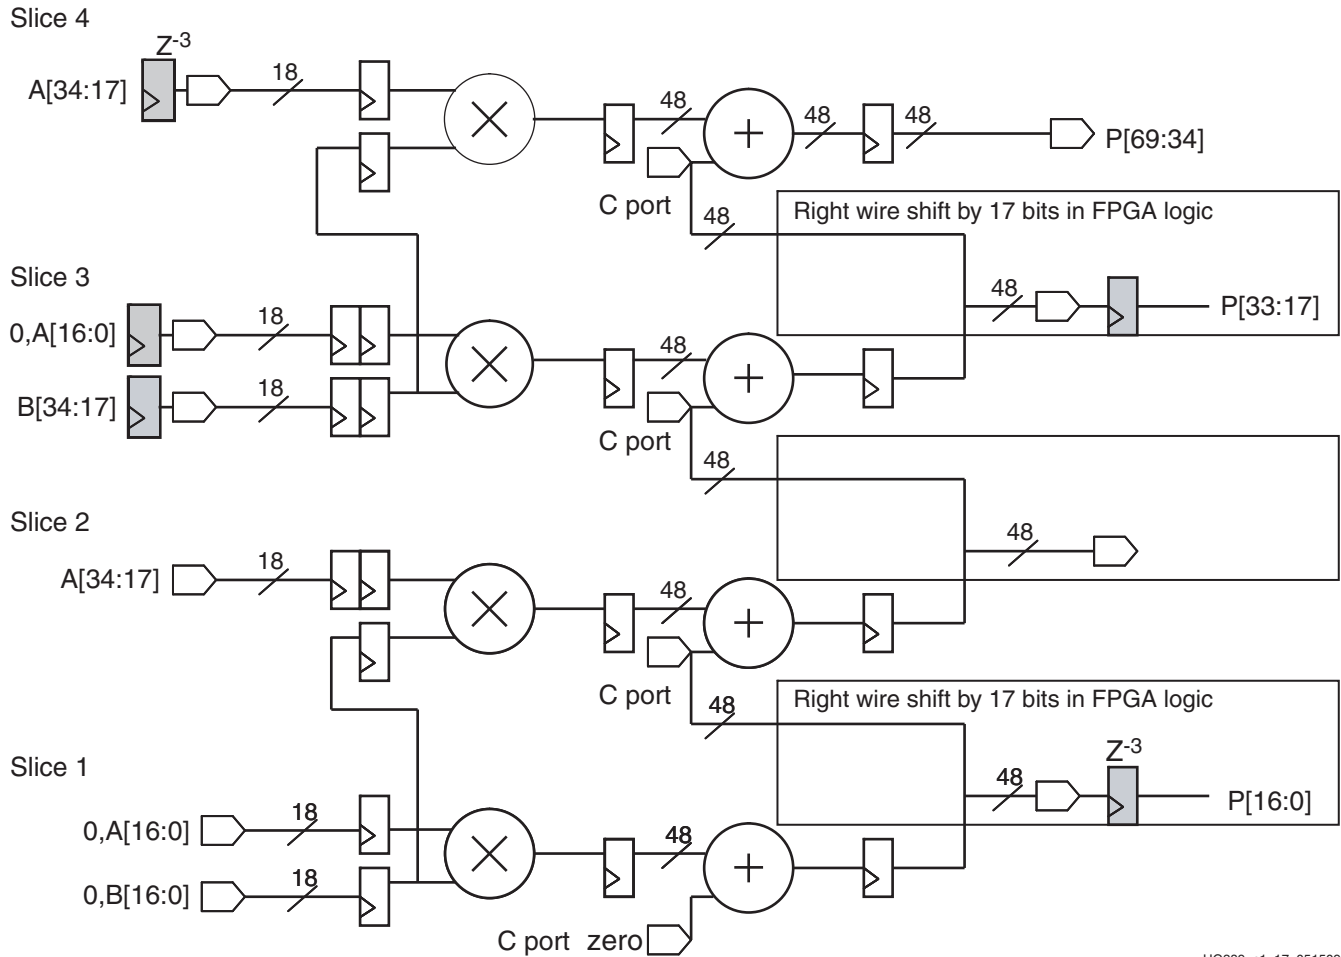 Slice 4
Z-3
A[34:17]
18
48
48
48
P[69:34]
C port
48
Right wire shift by 17 bits in FPGA logic
Slice 3
0,A[16:0]
18
48
48
P[33:17]
B[34:17]
18
C port
48
Slice 2
A[34:17]
18
48
48
C port
48
Right wire shift by 17 bits in FPGA logic
Slice 1
Z-3
0,A[16:0]
18
48
48
P[16:0]
0,B[16:0]
18
C port zero